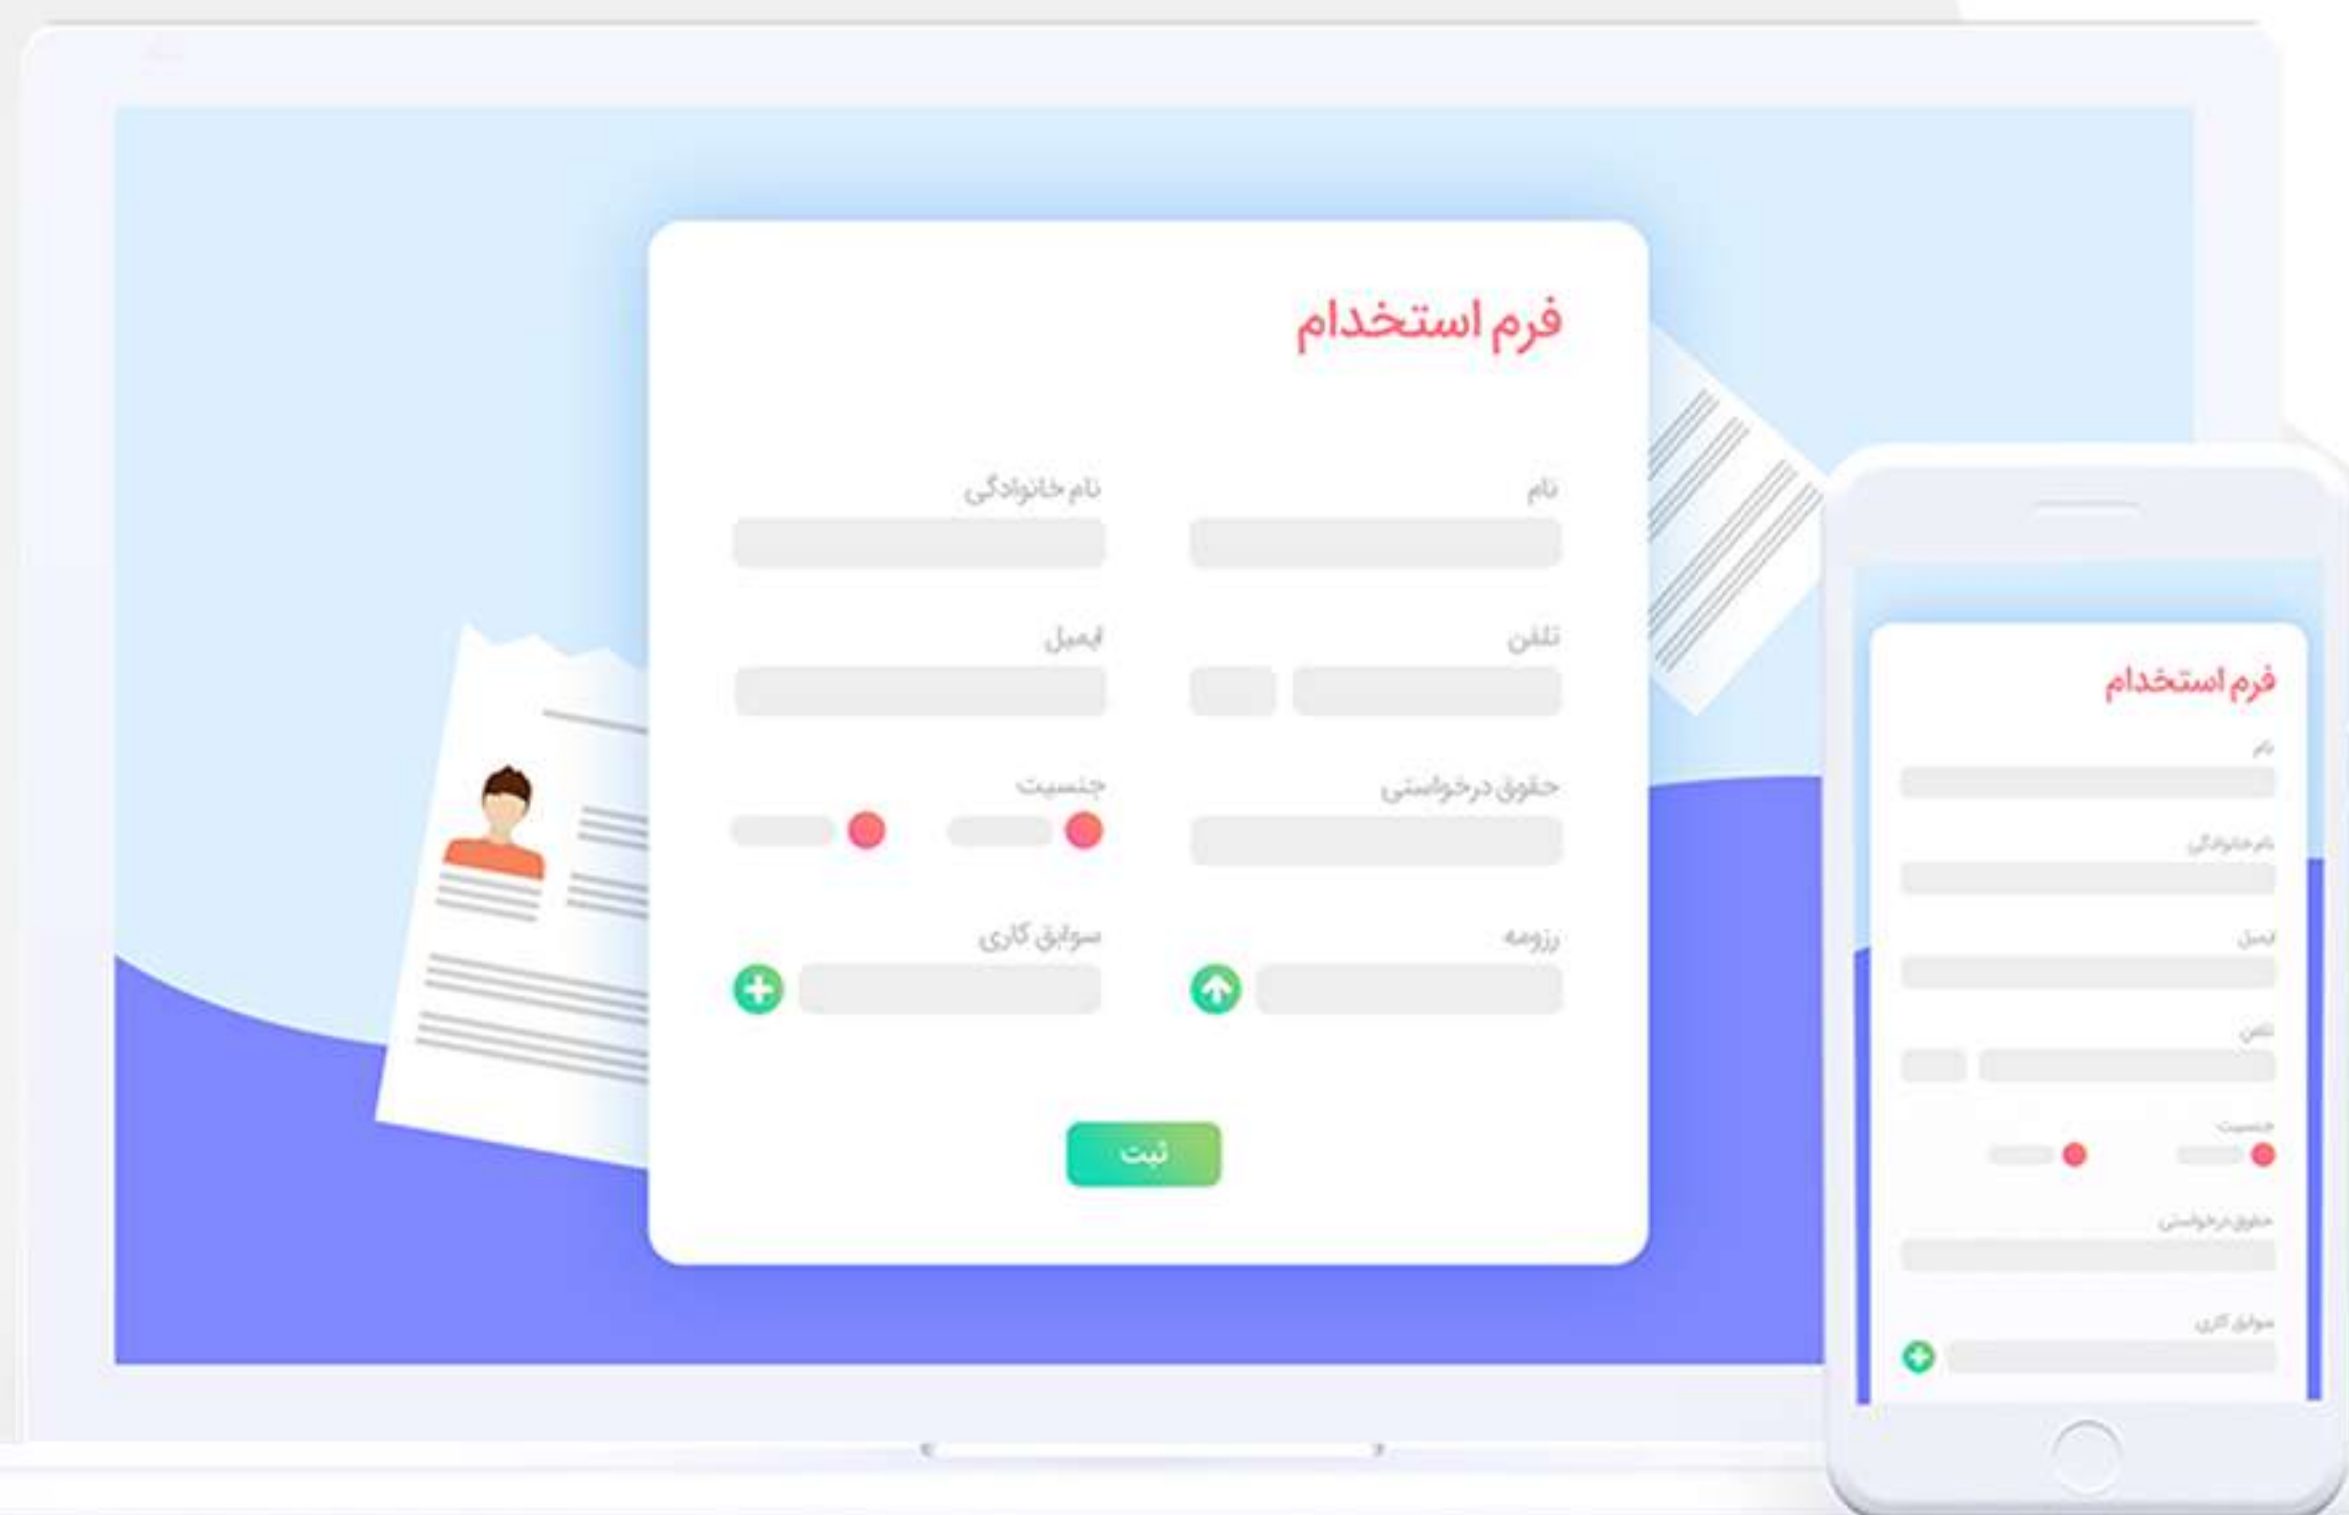 فرم استخدام
نام
نام خانوادگی
تلفن
ایمیل
حقوق درخواستی
جنسیت
رزومه
سوابق کاری
ثبت
فرم استخدام
نام
نام خانوادگی
ایمیل
تلفن
جنسیت
حقوق درخواستی
سوابق کاری